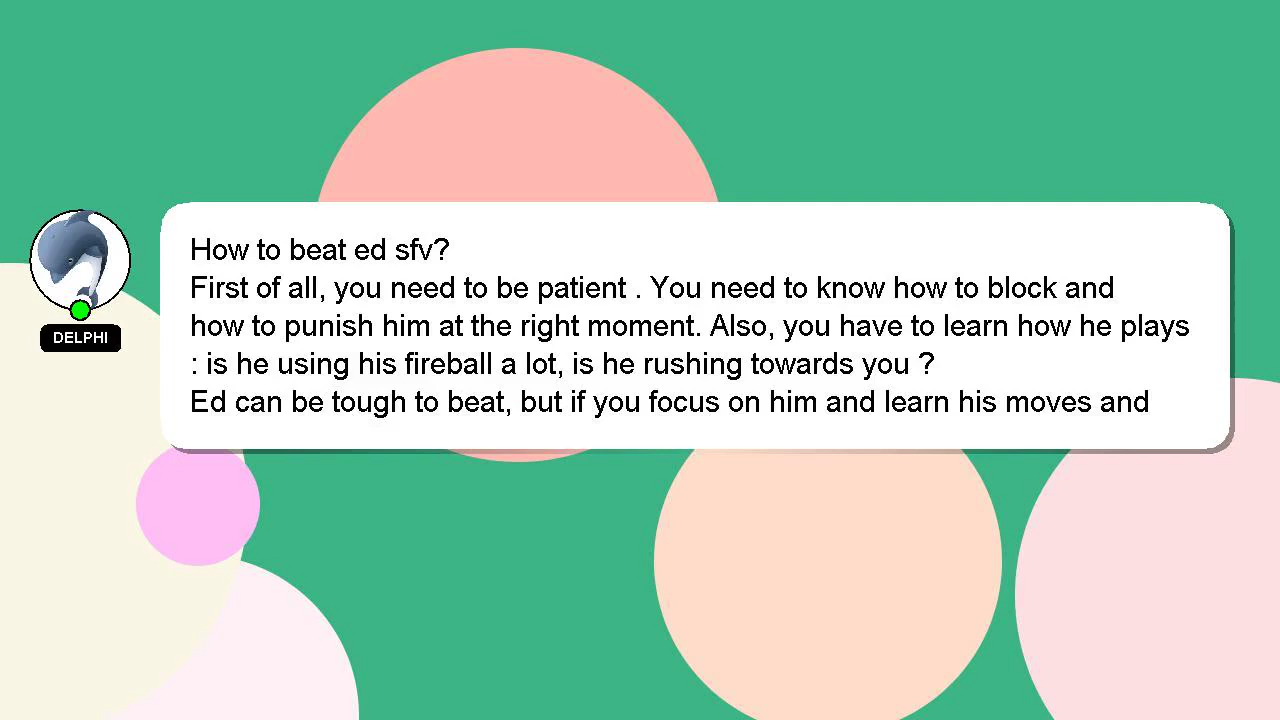 How to beat ed sfv?
First of all, you need to be patient . You need to know how to block and
how to punish him at the right moment. Also, you have to learn how he plays
: is he using his fireball a lot, is he rushing towards you ?
Ed can be tough to beat, but if you focus on him and learn his moves and
DELPHI